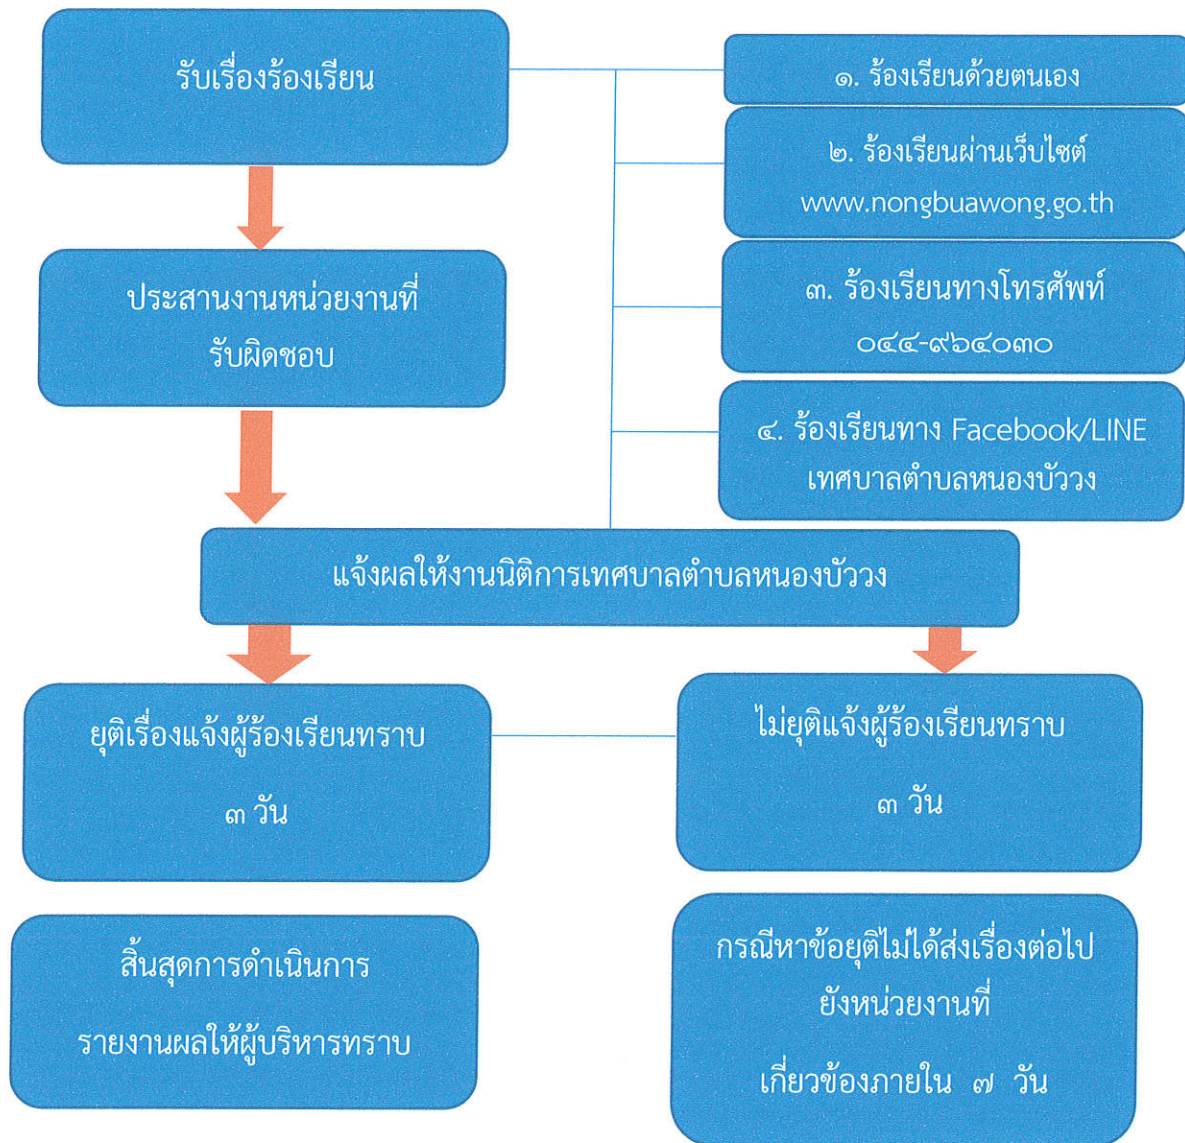 รับเรื่องร้องเรียน
๑. ร้องเรียนด้วยตนเอง
๒. ร้องเรียนผ่านเว็บไซต์
www.nongbuawong.go.th
๓. ร้องเรียนทางโทรศัพท์
๐๔๔-๙๖๔๐๓๐
๔. ร้องเรียนทาง Facebook/LINE
เทศบาลตำบลหนองบัววง
ประสานงานหน่วยงานที่
รับผิดชอบ
แจ้งผลให้งานนิติการเทศบาลตำบลหนองบัววง
ยุติเรื่องแจ้งผู้ร้องเรียนทราบ
๓ วัน
ไม่ยุติแจ้งผู้ร้องเรียนทราบ
๓ วัน
สิ้นสุดการดำเนินการ
รายงานผลให้ผู้บริหารทราบ
กรณีหาข้อยุติไม่ได้ส่งเรื่องต่อไป
ยังหน่วยงานที่
เกี่ยวข้องภายใน ๗ วัน